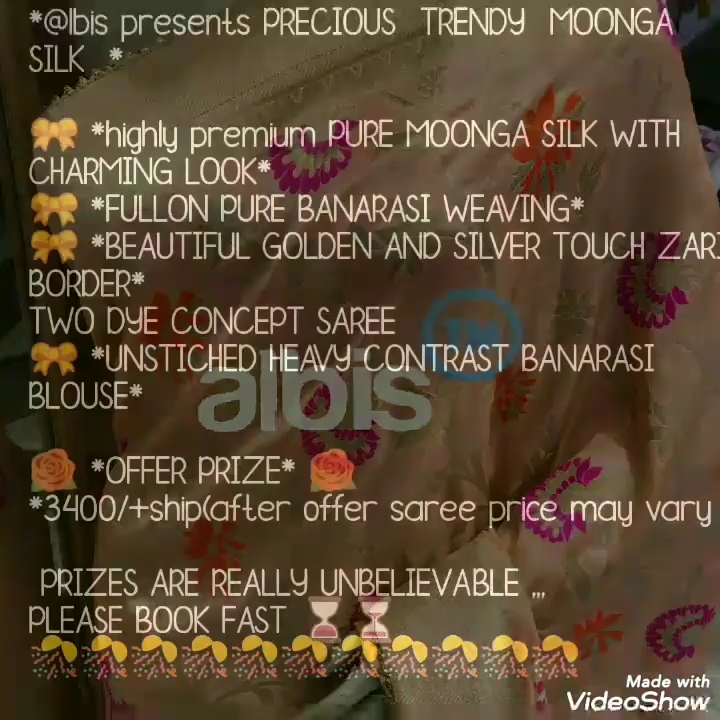 *@lbis presents PRECIOUS TRENDY MOONGA
SILK *
🎀 *highly premium PURE MOONGA SILK WITH
CHARMING LOOK*
🎀 *FULLON PURE BANARASI WEAVING*
🎀 *BEAUTIFUL GOLDEN AND SILVER TOUCH ZARI
BORDER*
TWO DYE CONCEPT SAREE
🎀 *UNSTICHED HEAVY CONTRAST BANARASI
BLOUSE*
albis TM
🌹 *OFFER PRIZE* 🌹
*3400/+ship(after offer saree price may vary
PRIZES ARE REALLY UNBELIEVABLE ,,,
PLEASE BOOK FAST ⏳ ⌛
🎊🎊🎊🎊🎊🎊🎊🎊🎊🎊🎊
Made with
VideoShow